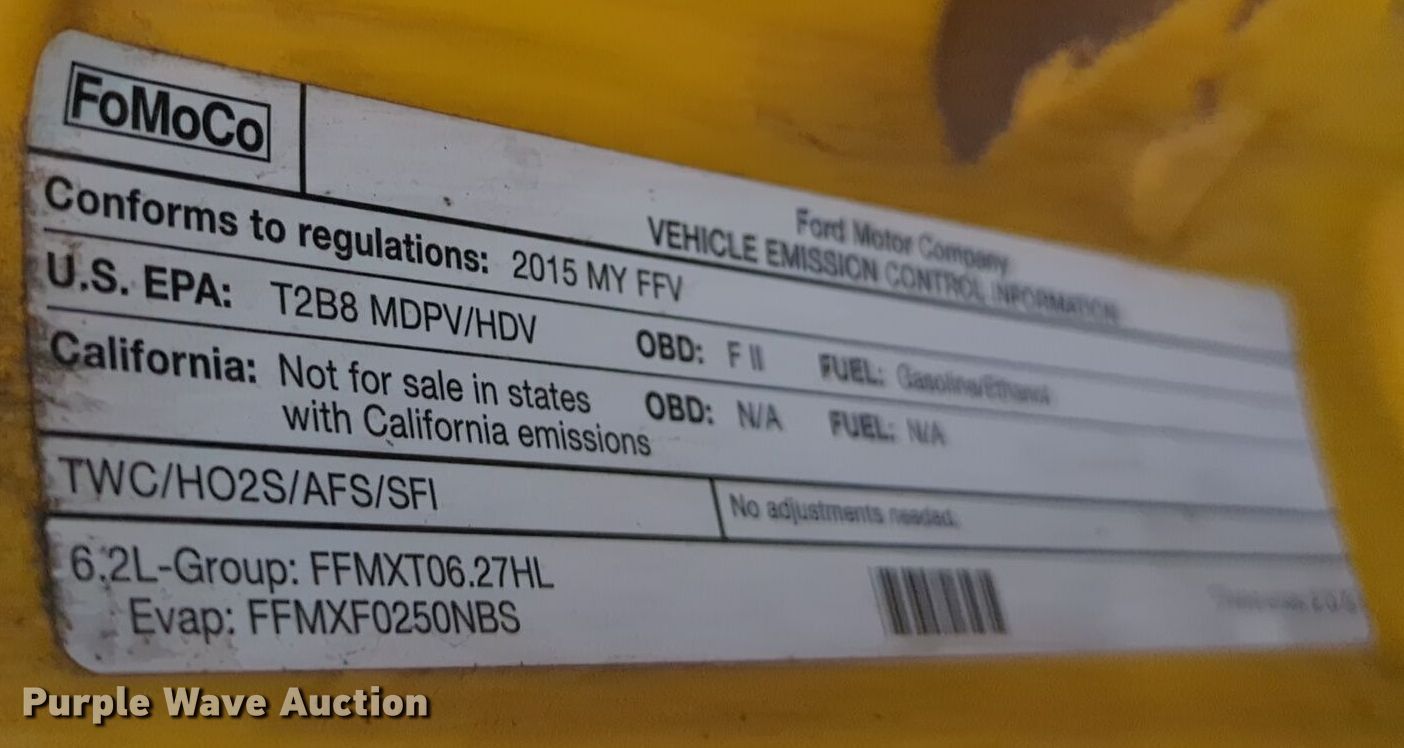 FoMoCo
Ford Motor Company
VEHICLE EMISSION CONTROL INFORMATION
Conforms to regulations: 2015 MY FFV
U.S. EPA: T2B8 MDPV/HDV OBD: F II FUEL: Gasoline/Ethanol
California: Not for sale in states OBD: N/A FUEL: N/A
with California emissions
TWC/HO2S/AFS/SFI No adjustments needed.
6.2L-Group: FFMXT06.27HL
Evap: FFMXF0250NBS
Purple Wave Auction